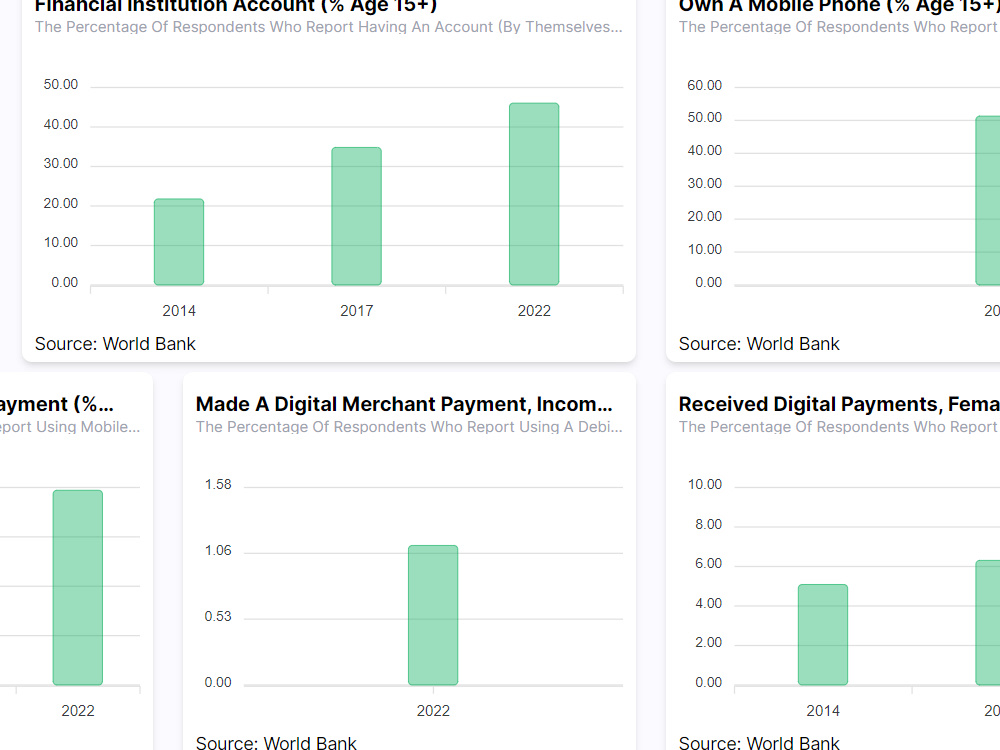 Financial Institution Account (% Age 15+)
The Percentage Of Respondents Who Report Having An Account (By Themselves...
50.00
40.00
30.00
20.00
10.00
0.00
2014 2017 2022
Source: World Bank
Own A Mobile Phone (% Age 15+)
The Percentage Of Respondents Who Report
60.00
50.00
40.00
30.00
20.00
10.00
0.00
20
Source: World Bank
ayment (%...
eport Using Mobile...
2022
Made A Digital Merchant Payment, Incom...
The Percentage Of Respondents Who Report Using A Debi...
1.58
1.06
0.53
0.00
2022
Source: World Bank
Received Digital Payments, Fema
The Percentage Of Respondents Who Report
10.00
8.00
6.00
4.00
2.00
0.00
2014 20
Source: World Bank